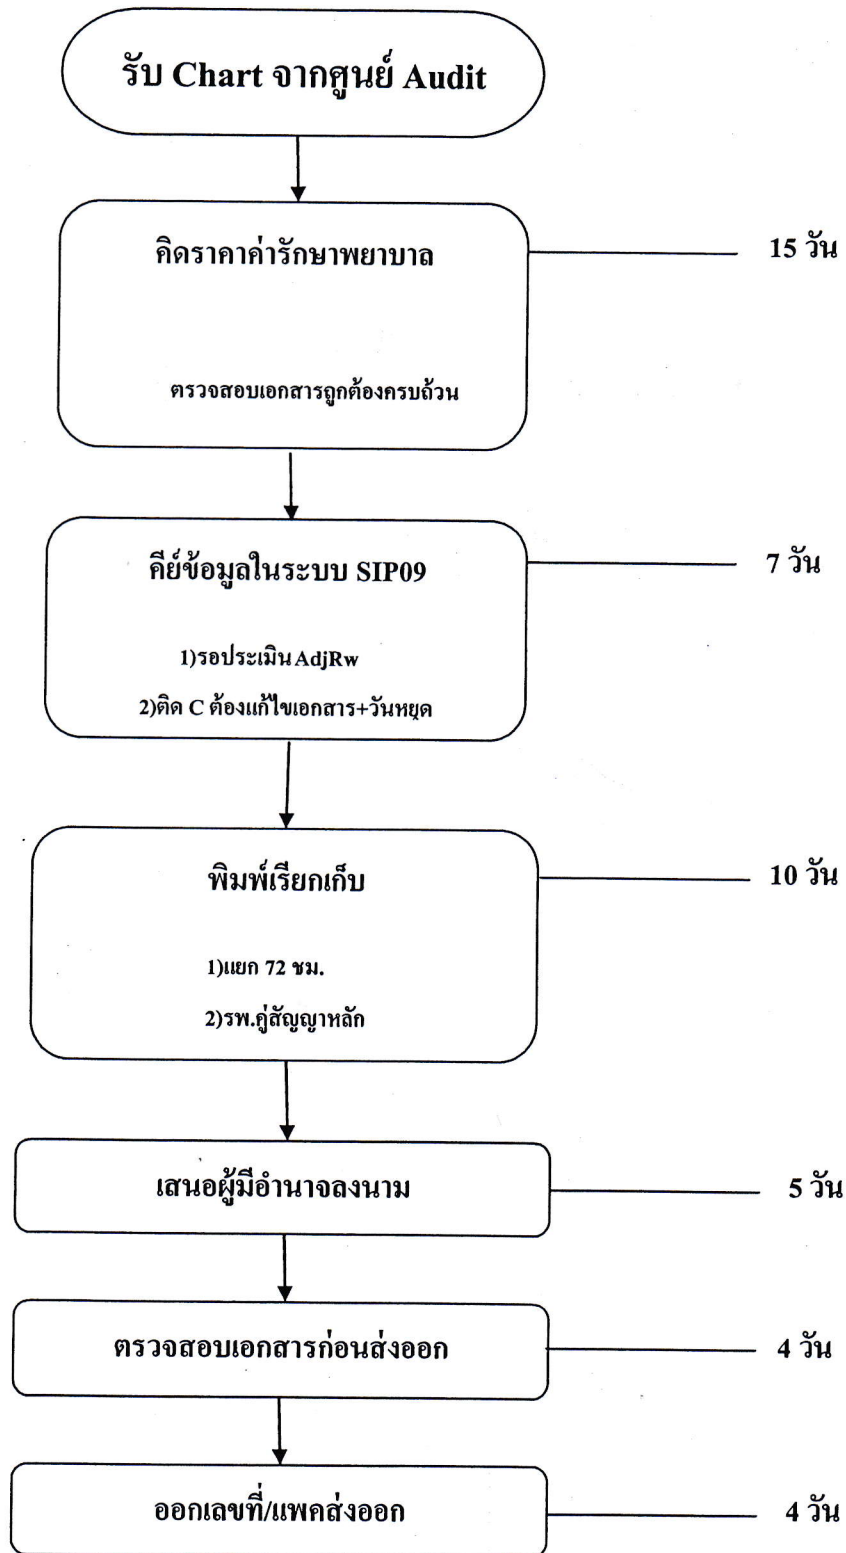 รับ Chart จากศูนย์ Audit
คิดราคาค่ารักษาพยาบาล
15 วัน
ตรวจสอบเอกสารถูกต้องครบถ้วน
คีย์ข้อมูลในระบบ SIP09
7 วัน
1)รอประเมิน AdjRw
2)ติด C ต้องแก้ไขเอกสาร+วันหยุด
พิมพ์เรียกเก็บ
10 วัน
1)แยก 72 ชม.
2)รพ.คู่สัญญาหลัก
เสนอผู้มีอำนาจลงนาม
5 วัน
ตรวจสอบเอกสารก่อนส่งออก
4 วัน
ออกเลขที่/แพคส่งออก
4 วัน